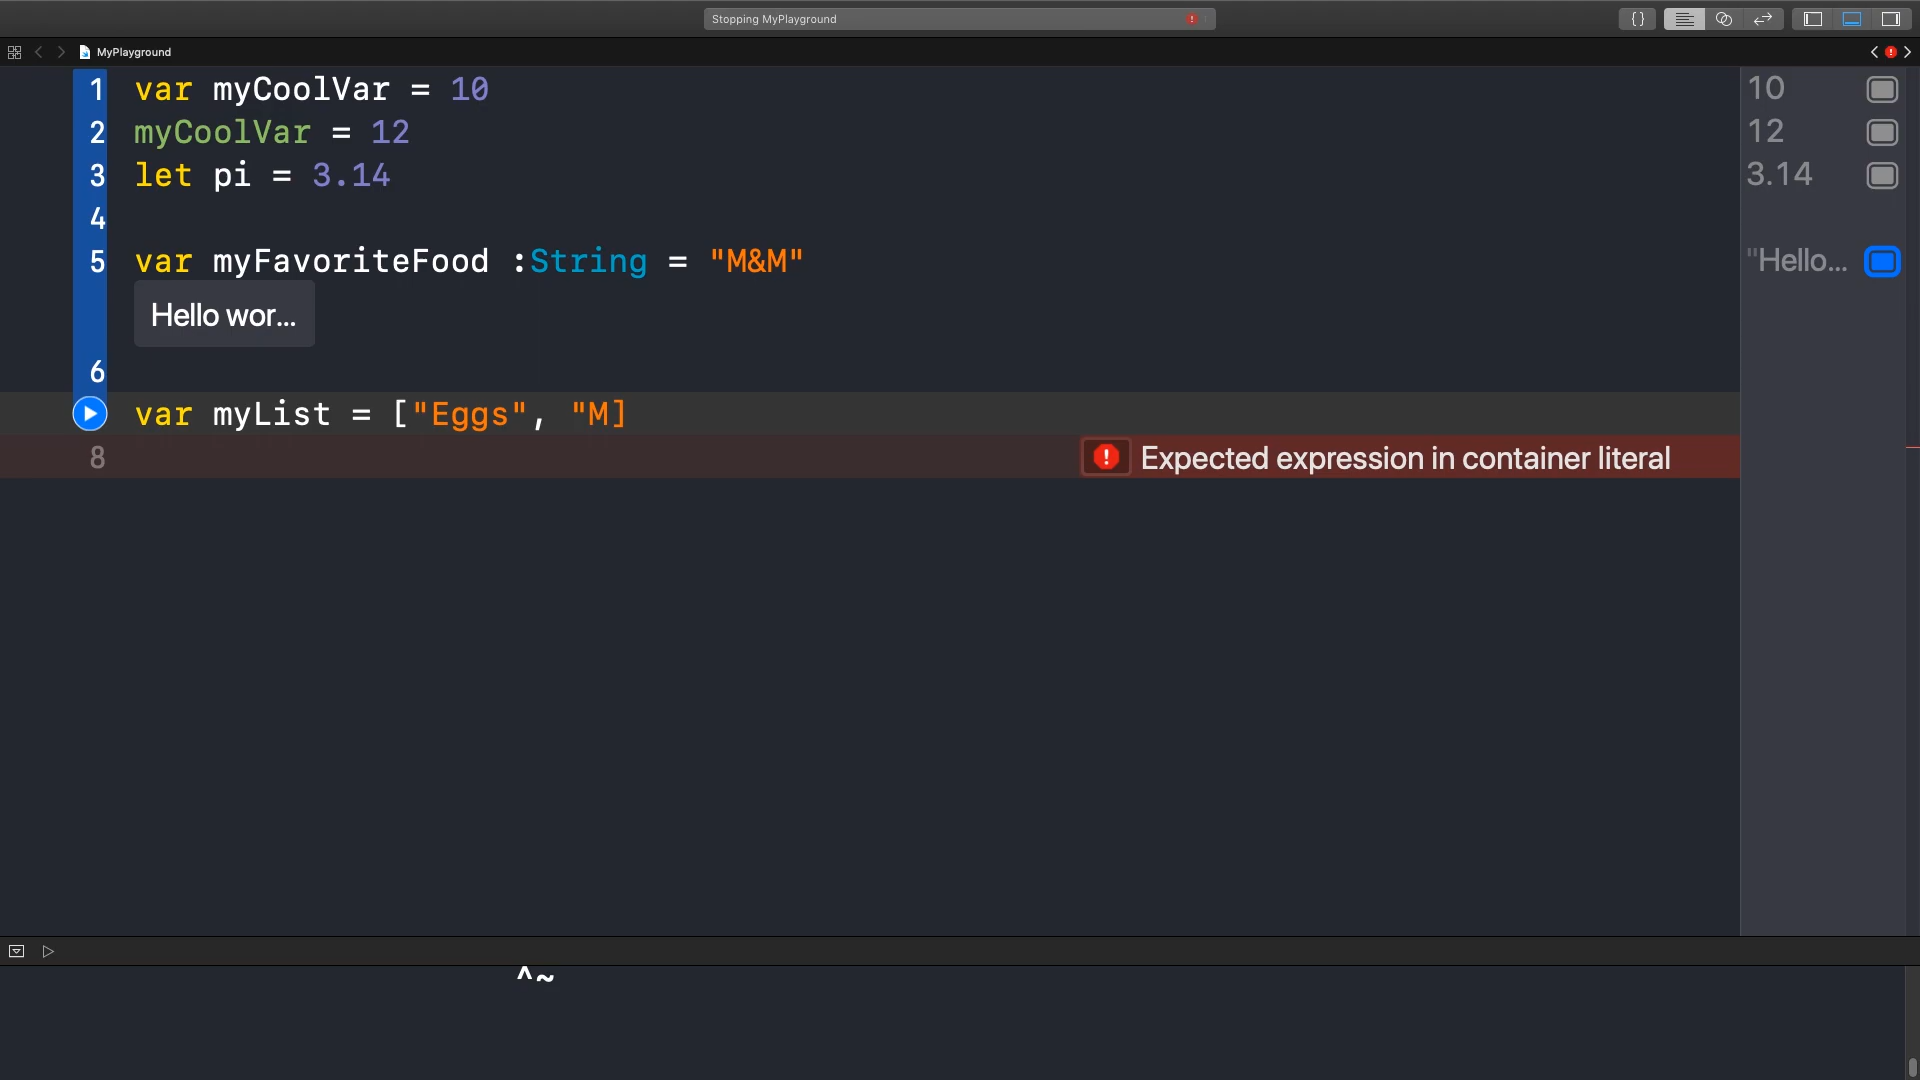 Stopping MyPlayground
{}
MyPlayground
1 var myCoolVar = 10 10
2 myCoolVar = 12 12
3 let pi = 3.14 3.14
4
5 var myFavoriteFood :String = "M&M" "Hello...
Hello wor...
6
var myList = ["Eggs", "M]
8 Expected expression in container literal
^~